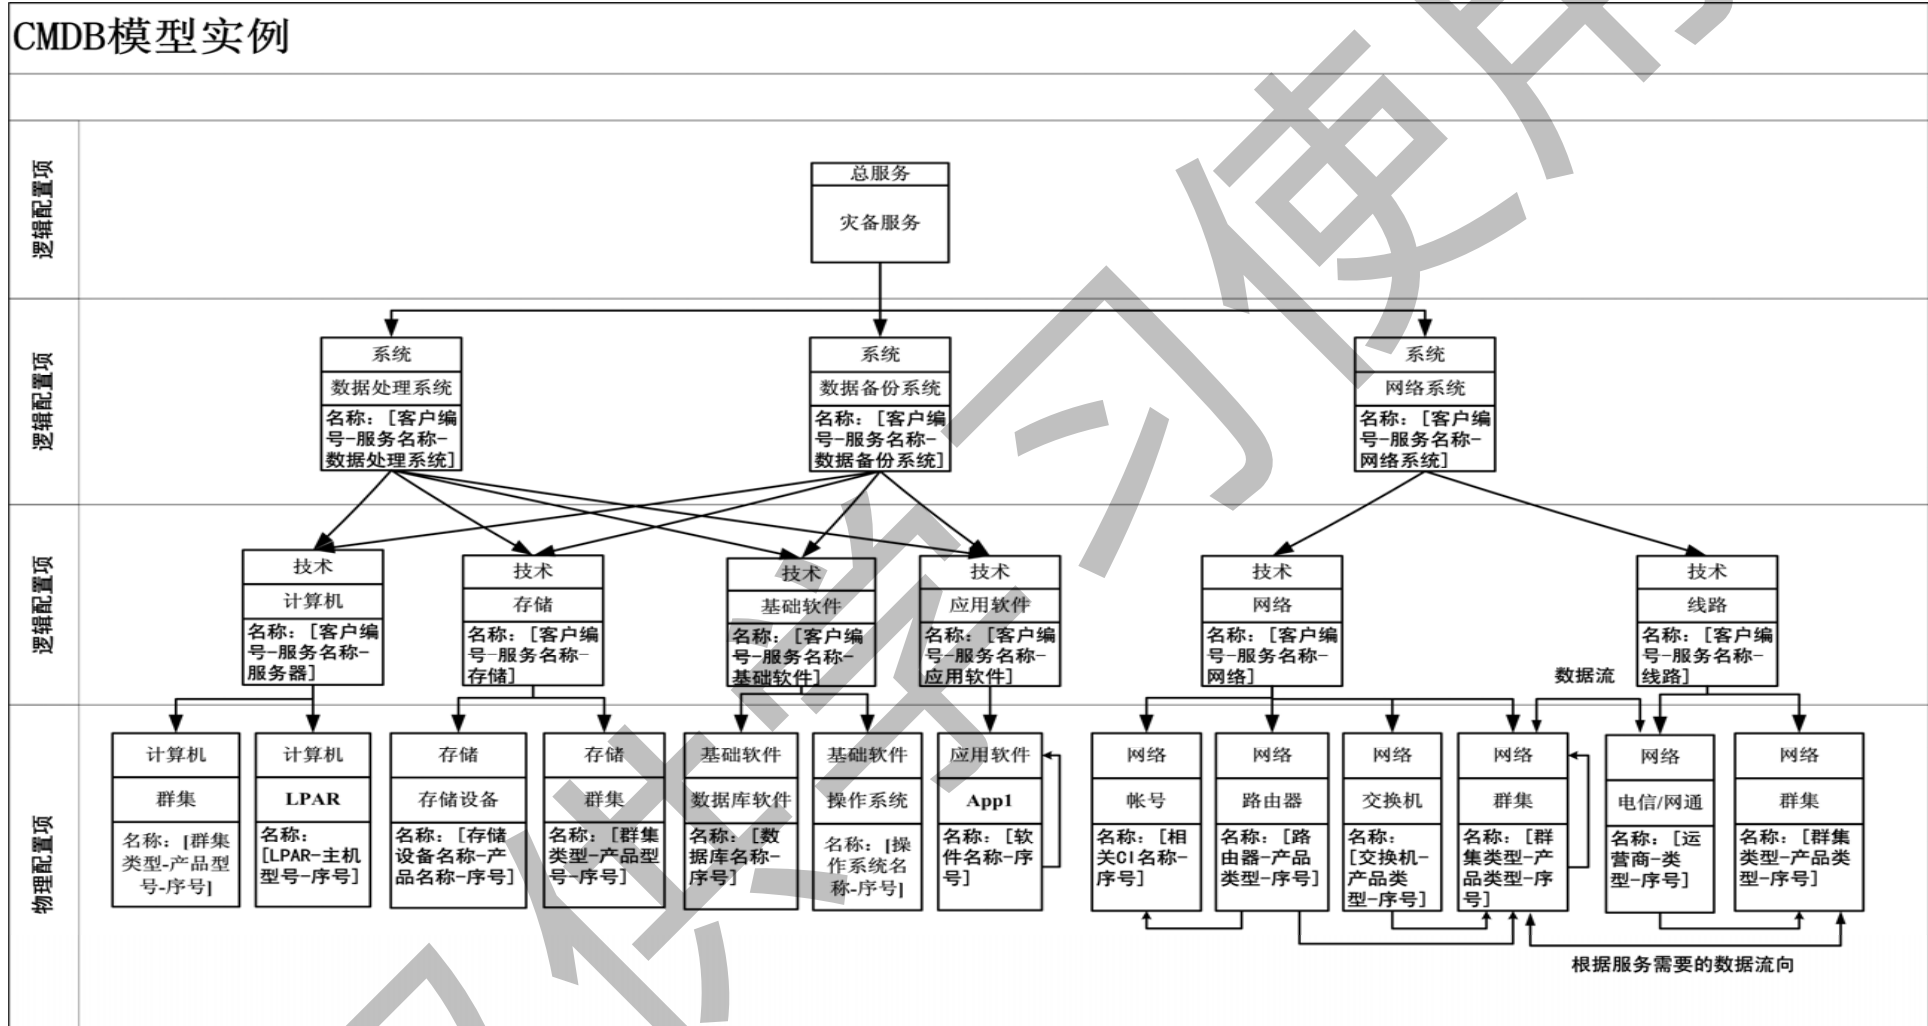 CMDB模型实例
逻辑配置项
总服务
灾备服务
逻辑配置项
系统
数据处理系统
名称：[客户编
号-服务名称-
数据处理系统]
系统
数据备份系统
名称：[客户编
号-服务名称-
数据备份系统]
系统
网络系统
名称：[客户编
号-服务名称-
网络系统]
逻辑配置项
技术
计算机
名称：[客户编
号-服务名称-
服务器]
技术
存储
名称：[客户编
号-服务名称-
存储]
技术
基础软件
名称：[客户编
号-服务名称-
基础软件]
技术
应用软件
名称：[客户编
号-服务名称-
应用软件]
技术
网络
名称：[客户编
号-服务名称-
网络]
数据流
技术
线路
名称：[客户编
号-服务名称-
线路]
物理配置项
计算机
群集
名称：[群集
类型-产品型
号-序号]
计算机
LPAR
名称：
[LPAR-主机
型号-序号]
存储
存储设备
名称：[存储
设备名称-产
品名称-序号]
存储
群集
名称：[群集
类型-产品型
号-序号]
基础软件
数据库软件
名称：[数
据库名称-
序号]
基础软件
操作系统
名称：[操
作系统名
称-序号]
应用软件
App1
名称：[软
件名称-序
号]
网络
帐号
名称：[相
关CI名称-
序号]
网络
路由器
名称：[路
由器-产品
类型-序号]
网络
交换机
名称：
[交换机-
产品类
型-序号]
网络
群集
名称：[群
集类型-产
品类型-序
号]
网络
电信/网通
名称：[运
营商-类
型-序号]
网络
群集
名称：[群集
类型-产品类
型-序号]
根据服务需要的数据流向
仅供学习使用